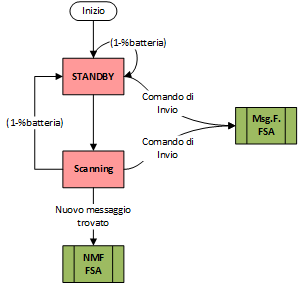 Inizio
(1-%batteria)
STANDBY
Comando di
Invio
Msg.F.
FSA
(1-%batteria)
Comando di
Invio
Scanning
Nuovo messaggio
trovato
NMF
FSA